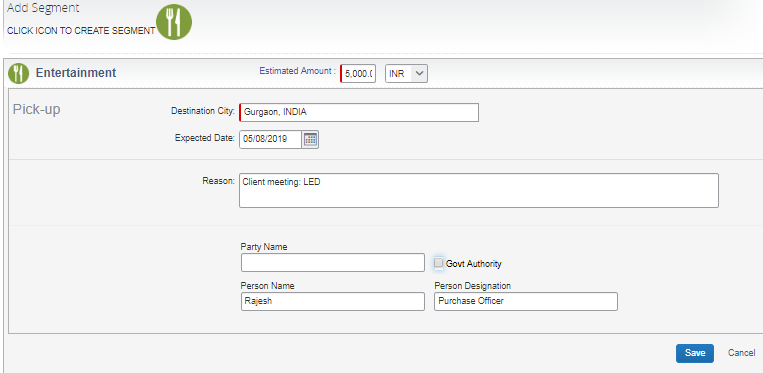 Add Segment
CLICK ICON TO CREATE SEGMENT
Entertainment Estimated Amount : 5,000.0 INR
Pick-up Destination City: Gurgaon, INDIA
Expected Date: 05/08/2019
Reason: Client meeting: LED
Party Name
Govt Authority
Person Name Person Designation
Rajesh Purchase Officer
Save Cancel